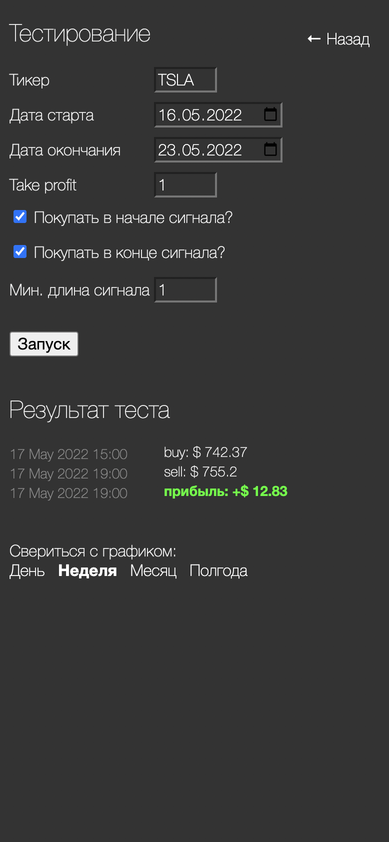 Тестирование
← Назад
Тикер TSLA
Дата старта 16.05.2022
Дата окончания 23.05.2022
Take profit 1
Покупать в начале сигнала?
Покупать в конце сигнала?
Мин. длина сигнала 1
Запуск
Результат теста
17 May 2022 15:00 buy: $ 742.37
17 May 2022 19:00 sell: $ 755.2
17 May 2022 19:00 прибыль: +$ 12.83
Свериться с графиком:
День Неделя Месяц Полгода